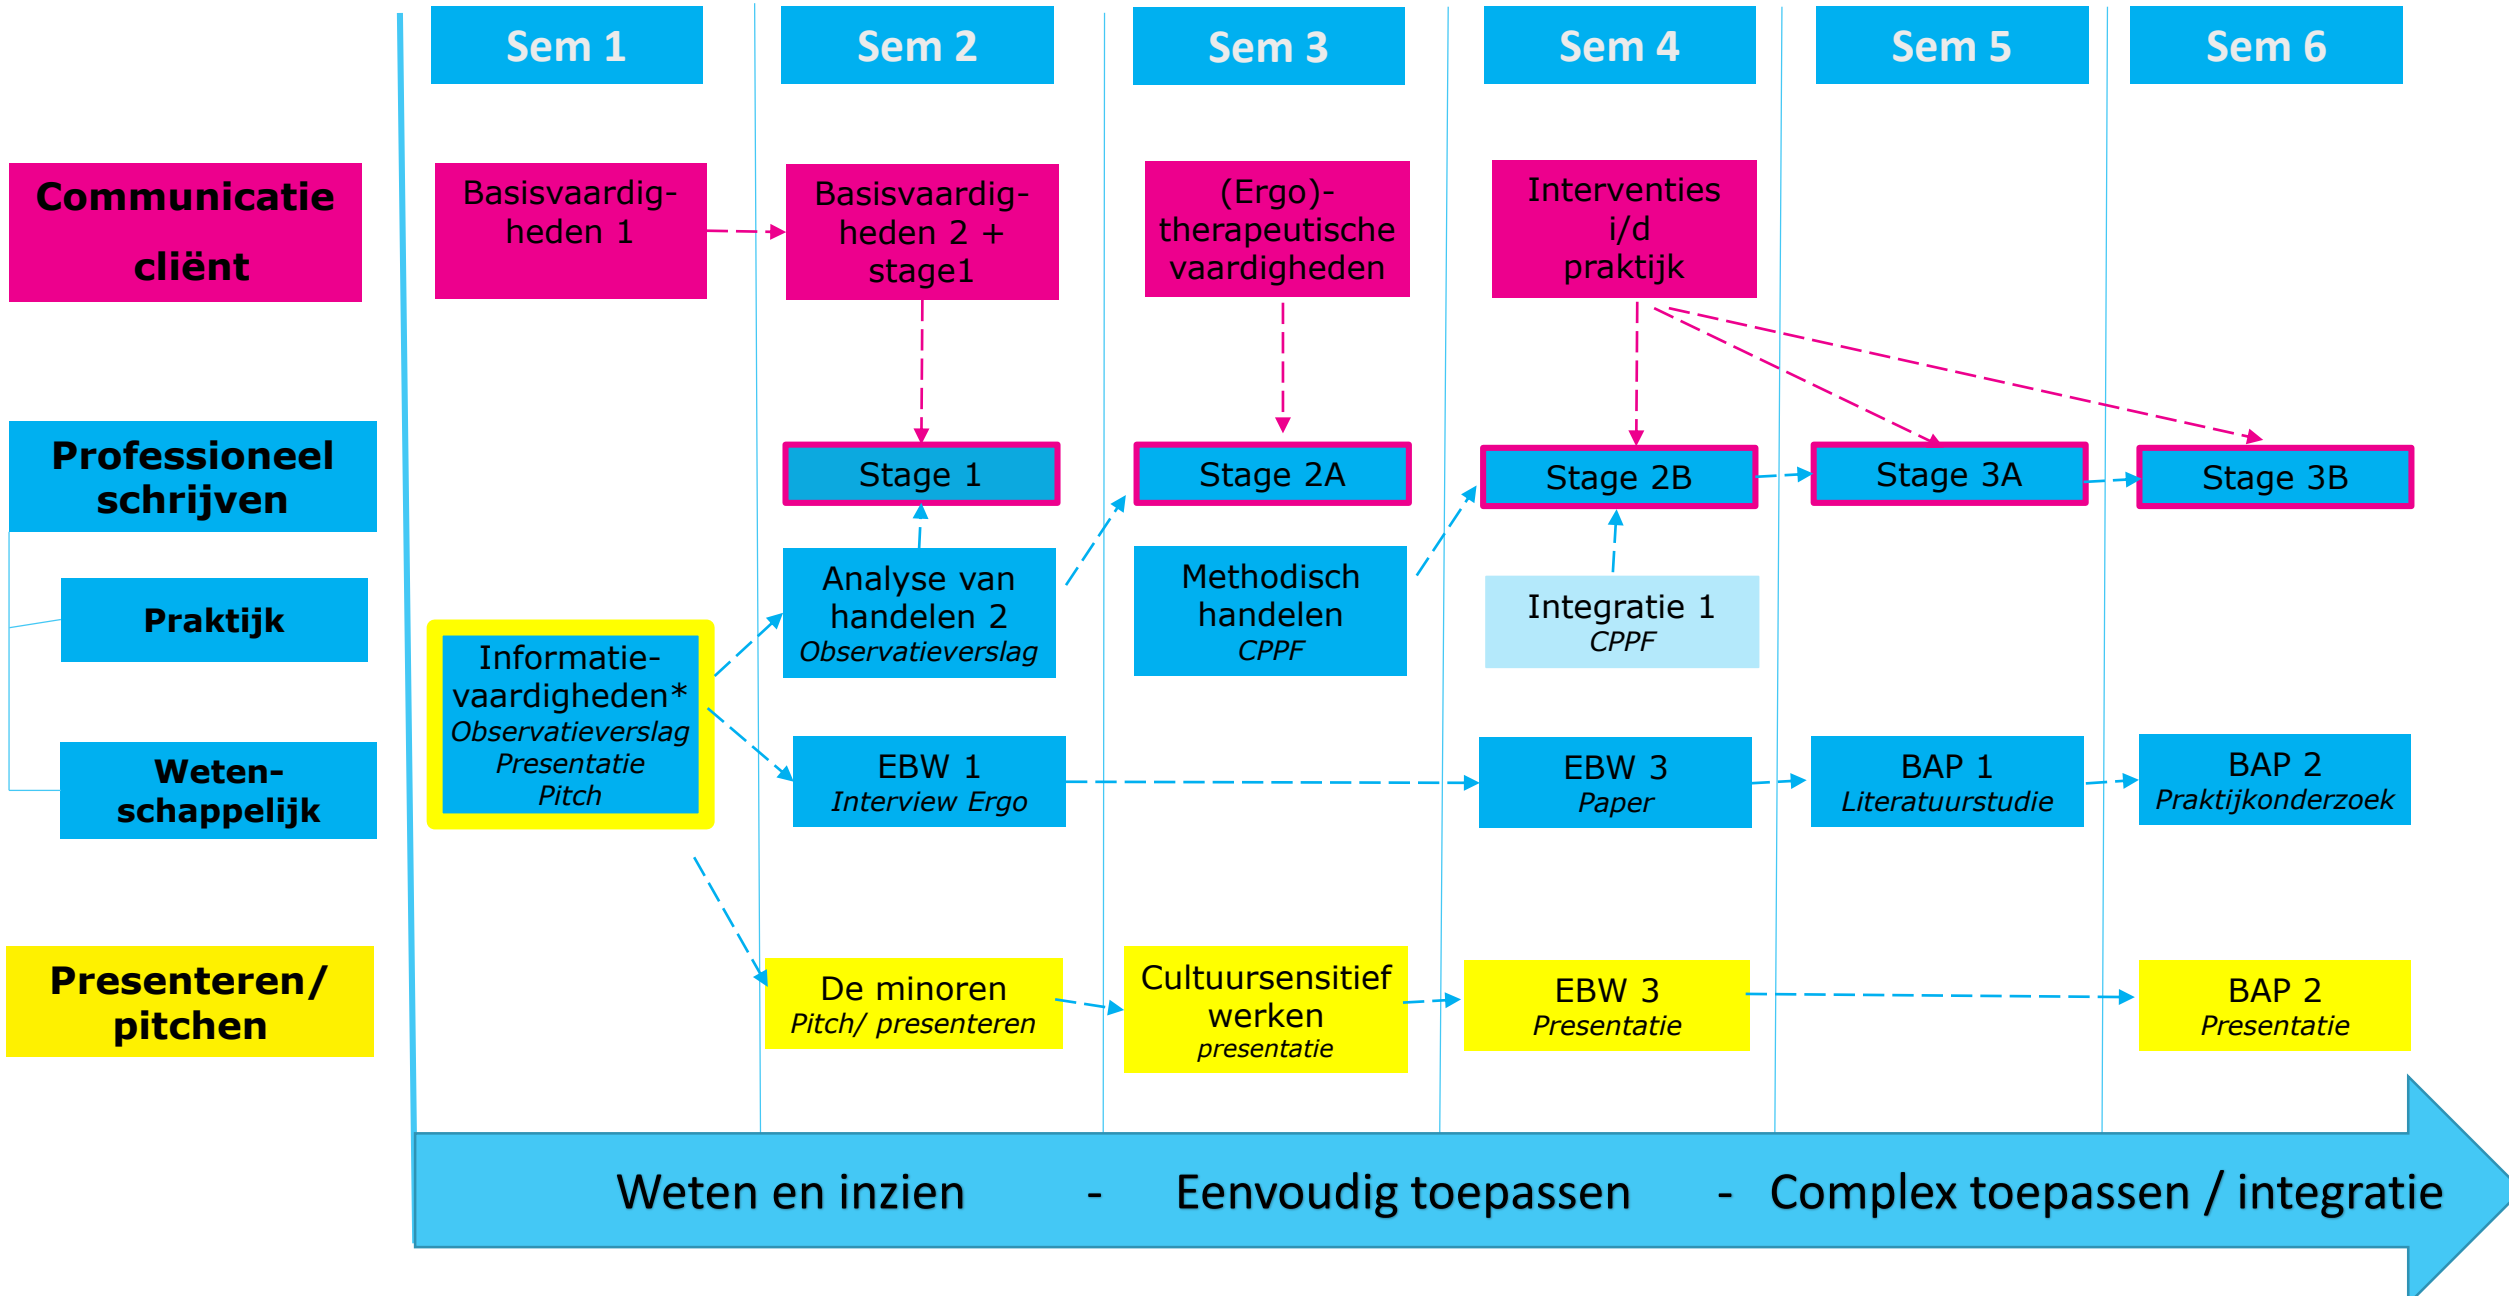 Sem 1
Sem 2
Sem 3
Sem 4
Sem 5
Sem 6
Communicatie
cliënt
Basisvaardig-
heden 1
Basisvaardig-
heden 2 +
stage1
(Ergo)-
therapeutische
vaardigheden
Interventies
i/d
praktijk
Professioneel
schrijven
Stage 1
Stage 2A
Stage 2B
Stage 3A
Stage 3B
Praktijk
Informatie-
vaardigheden*
Observatieverslag
Presentatie
Pitch
Analyse van
handelen 2
Observatieverslag
Methodisch
handelen
CPPF
Integratie 1
CPPF
Weten-
schappelijk
EBW 1
Interview Ergo
EBW 3
Paper
BAP 1
Literatuurstudie
BAP 2
Praktijkonderzoek
Presenteren/
pitchen
De minoren
Pitch/ presenteren
Cultuursensitief
werken
presentatie
EBW 3
Presentatie
BAP 2
Presentatie
Weten en inzien - Eenvoudig toepassen - Complex toepassen / integratie